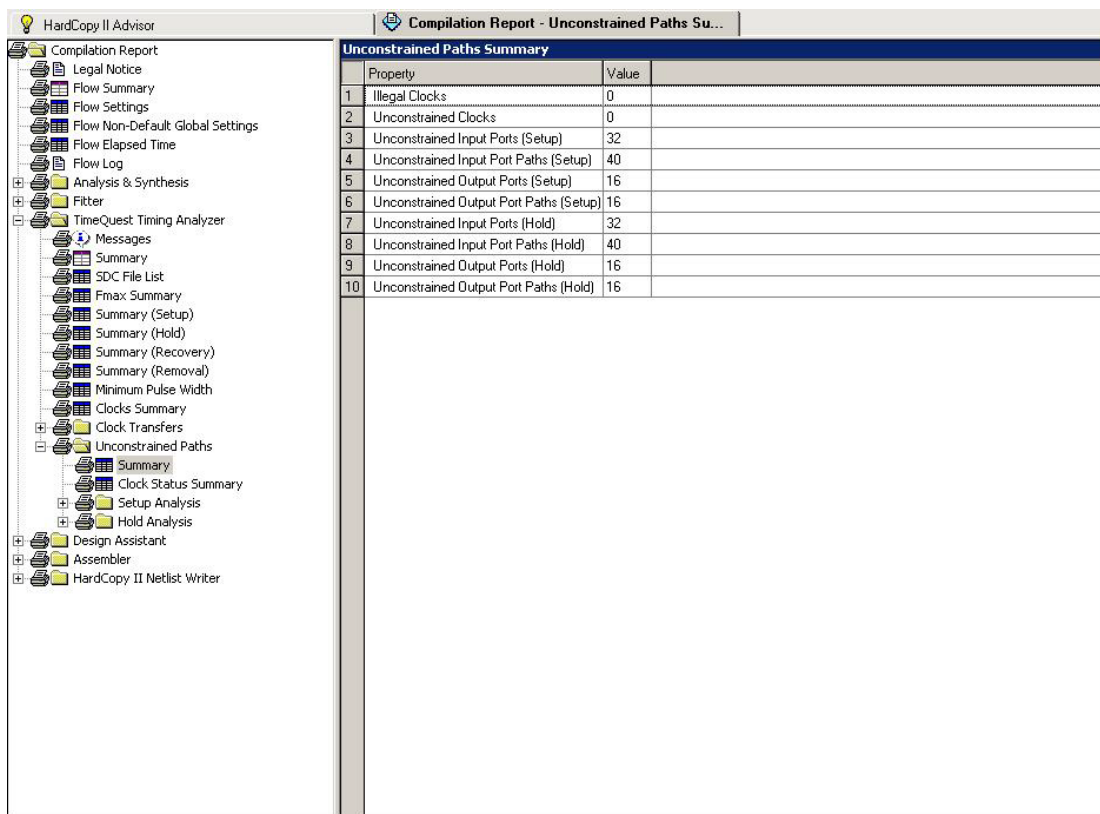 HardCopy II Advisor
Compilation Report - Unconstrained Paths Su...
Compilation Report
Legal Notice
Flow Summary
Flow Settings
Flow Non-Default Global Settings
Flow Elapsed Time
Flow Log
Analysis & Synthesis
Fitter
TimeQuest Timing Analyzer
Messages
Summary
SDC File List
Fmax Summary
Summary (Setup)
Summary (Hold)
Summary (Recovery)
Summary (Removal)
Minimum Pulse Width
Clocks Summary
Clock Transfers
Unconstrained Paths
Summary
Clock Status Summary
Setup Analysis
Hold Analysis
Design Assistant
Assembler
HardCopy II Netlist Writer
Unconstrained Paths Summary
Property Value
1 Illegal Clocks 0
2 Unconstrained Clocks 0
3 Unconstrained Input Ports (Setup) 32
4 Unconstrained Input Port Paths (Setup) 40
5 Unconstrained Output Ports (Setup) 16
6 Unconstrained Output Port Paths (Setup) 16
7 Unconstrained Input Ports (Hold) 32
8 Unconstrained Input Port Paths (Hold) 40
9 Unconstrained Output Ports (Hold) 16
10 Unconstrained Output Port Paths (Hold) 16